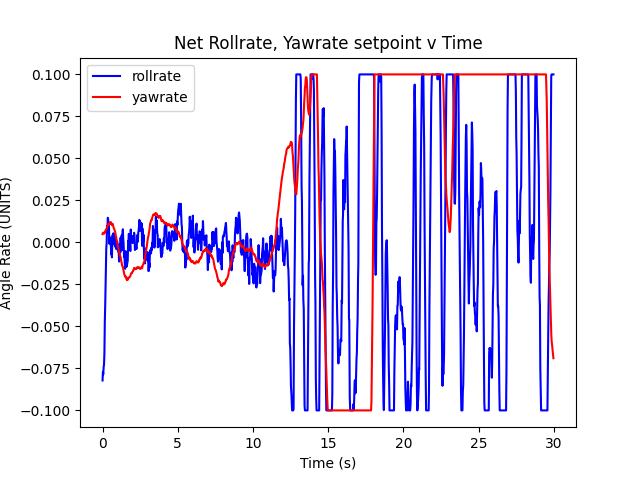 Net Rollrate, Yawrate setpoint v Time
rollrate
yawrate
0.100
0.075
0.050
0.025
0.000
−0.025
−0.050
−0.075
−0.100
Angle Rate (UNITS)
0 5 10 15 20 25 30
Time (s)